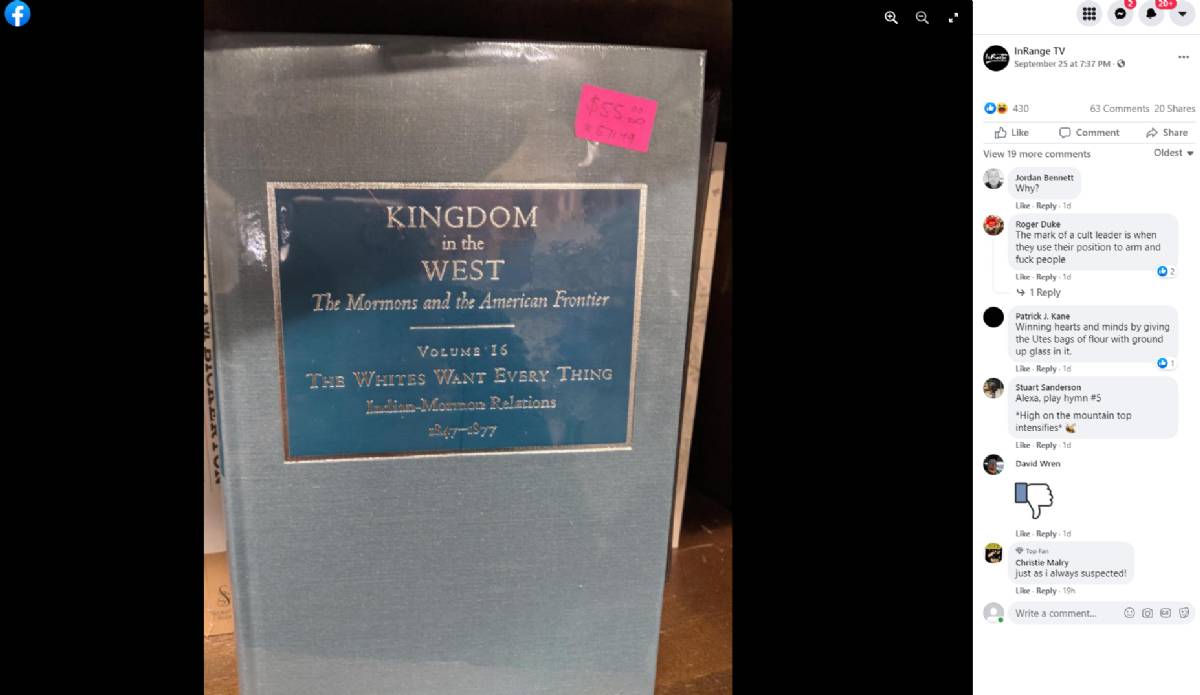 $55.00
KINGDOM
in the
WEST
The Mormons and the American Frontier
VOLUME 16
THE WHITES WANT EVERY THING
Indian-Mormon Relations
1847–1877
2
20+
InRange TV
September 25 at 7:37 PM ·
430
63 Comments 20 Shares
Like Comment Share
View 19 more comments
Oldest
Jordan Bennett
Why?
Like · Reply · 1d
Roger Duke
The mark of a cult leader is when
they use their position to arm and
fuck people
2
Like · Reply · 1d
1 Reply
Patrick J. Kane
Winning hearts and minds by giving
the Utes bags of flour with ground
up glass in it.
1
Like · Reply · 1d
Stuart Sanderson
Alexa, play hymn #5
*High on the mountain top
intensifies*
Like · Reply · 1d
David Wren
Like · Reply · 1d
Top Fan
Christie Malry
just as i always suspected!
Like · Reply · 19h
Write a comment...